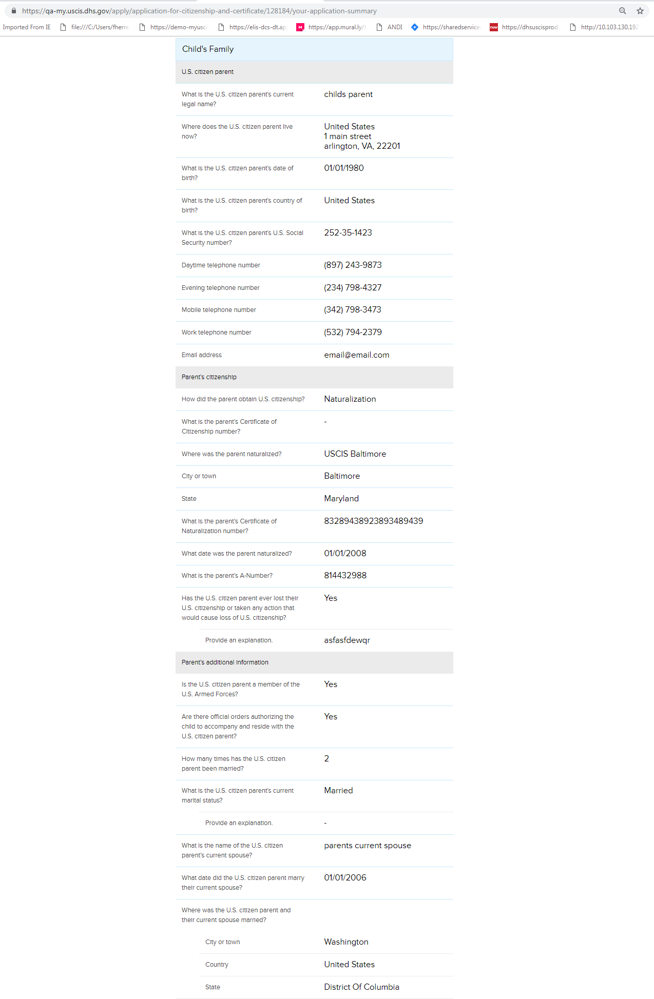 https://qa-my.uscis.dhs.gov/apply/application-for-citizenship-and-certificate/128184/your-application-summary
Imported From IE file:///C:/Users/fherre https://demo-myusci https://elis-dcs-dt.ap https://app.mural.ly/t ANDI https://sharedservice https://dhsuscisprod. http://10.103.130.192
Child's Family
U.S. citizen parent
What is the U.S. citizen parent's current
legal name?
childs parent
Where does the U.S. citizen parent live
now?
United States
1 main street
arlington, VA, 22201
What is the U.S. citizen parent's date of
birth?
01/01/1980
What is the U.S. citizen parent's country of
birth?
United States
What is the U.S. citizen parent's U.S. Social
Security number?
252-35-1423
Daytime telephone number
(897) 243-9873
Evening telephone number
(234) 798-4327
Mobile telephone number
(342) 798-3473
Work telephone number
(532) 794-2379
Email address
email@email.com
Parent's citizenship
How did the parent obtain U.S. citizenship?
Naturalization
What is the parent's Certificate of
Citizenship number?
-
Where was the parent naturalized?
USCIS Baltimore
City or town
Baltimore
State
Maryland
What is the parent's Certificate of
Naturalization number?
83289438923893489439
What date was the parent naturalized?
01/01/2008
What is the parent's A-Number?
814432988
Has the U.S. citizen parent ever lost their
U.S. citizenship or taken any action that
would cause loss of U.S. citizenship?
Yes
Provide an explanation.
asfasfdewqr
Parent's additional information
Is the U.S. citizen parent a member of the
U.S. Armed Forces?
Yes
Are there official orders authorizing the
child to accompany and reside with the
U.S. citizen parent?
Yes
How many times has the U.S. citizen
parent been married?
2
What is the U.S. citizen parent's current
marital status?
Married
Provide an explanation.
-
What is the name of the U.S. citizen
parent's current spouse?
parents current spouse
What date did the U.S. citizen parent marry
their current spouse?
01/01/2006
Where was the U.S. citizen parent and
their current spouse married?
City or town
Washington
Country
United States
State
District Of Columbia